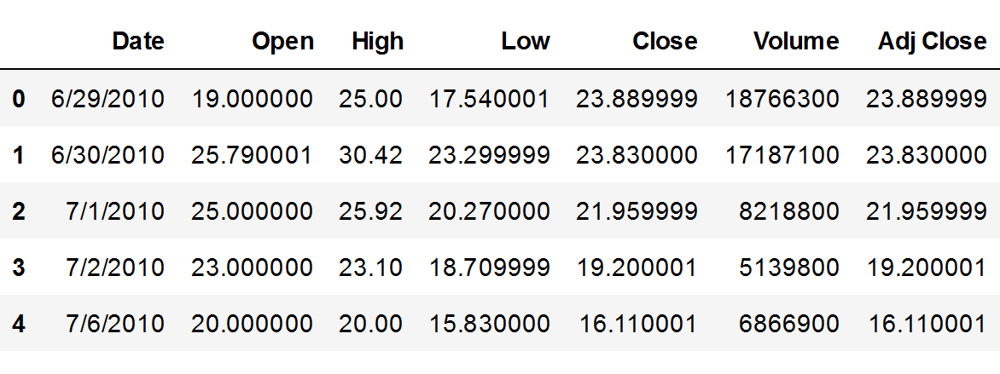 Date Open High Low Close Volume Adj Close
0 6/29/2010 19.000000 25.00 17.540001 23.889999 18766300 23.889999
1 6/30/2010 25.790001 30.42 23.299999 23.830000 17187100 23.830000
2 7/1/2010 25.000000 25.92 20.270000 21.959999 8218800 21.959999
3 7/2/2010 23.000000 23.10 18.709999 19.200001 5139800 19.200001
4 7/6/2010 20.000000 20.00 15.830000 16.110001 6866900 16.110001